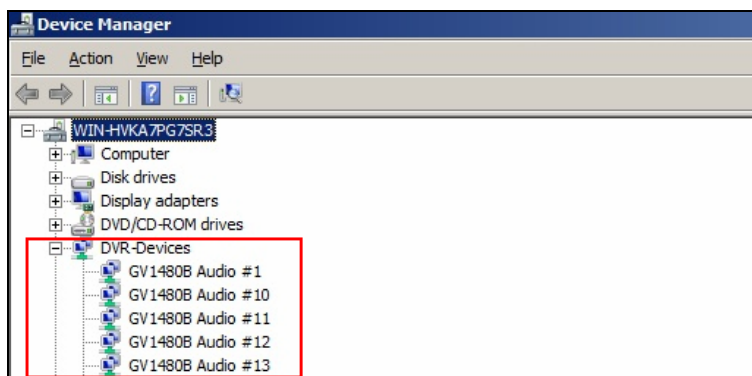 Device Manager
File Action View Help
WIN-HVKA7PG7SR3
Computer
Disk drives
Display adapters
DVD/CD-ROM drives
DVR-Devices
GV1480B Audio #1
GV1480B Audio #10
GV1480B Audio #11
GV1480B Audio #12
GV1480B Audio #13